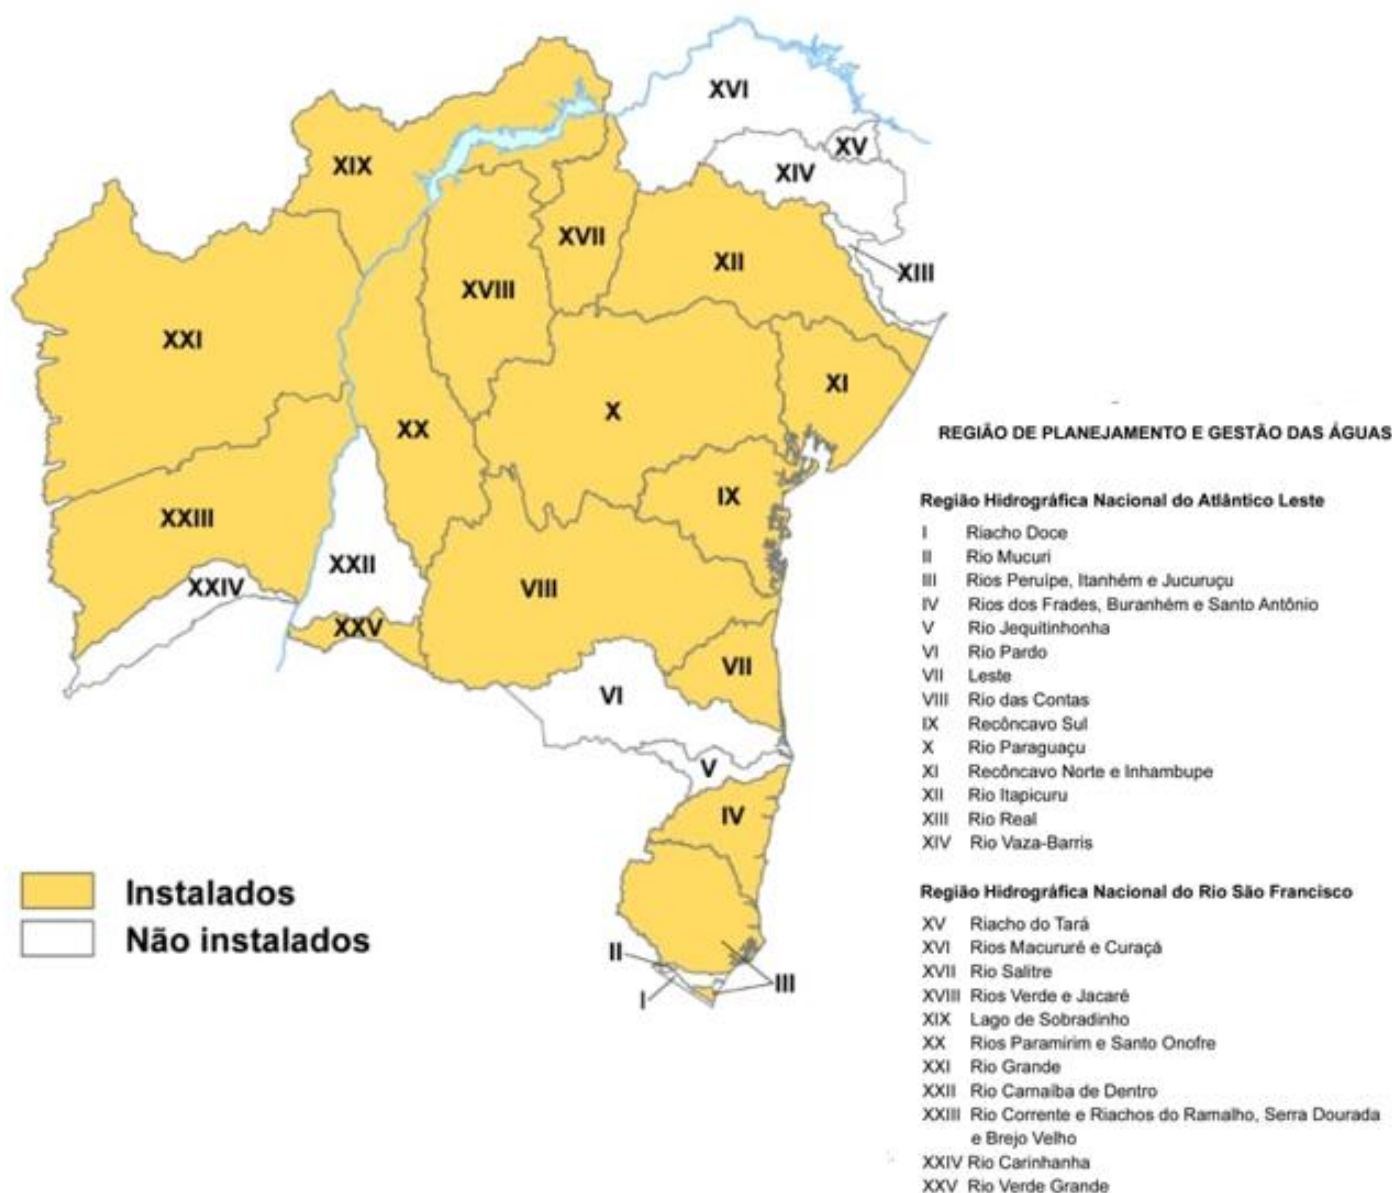 XVI
XV
XIX
XIV
XVII
XII
XIII
XVIII
XXI
XI
X
XX
IX
XXIII
XXII
XXIV
VIII
XXV
VII
VI
V
IV
II
III
I
Instalados
Não instalados
REGIÃO DE PLANEJAMENTO E GESTÃO DAS ÁGUAS
Região Hidrográfica Nacional do Atlântico Leste
I Riacho Doce
II Rio Mucuri
III Rios Peruípe, Itanhém e Jucuruçu
IV Rios dos Frades, Buranhém e Santo Antônio
V Rio Jequitinhonha
VI Rio Pardo
VII Leste
VIII Rio das Contas
IX Recôncavo Sul
X Rio Paraguaçu
XI Recôncavo Norte e Inhambupe
XII Rio Itapicuru
XIII Rio Real
XIV Rio Vaza-Barris
Região Hidrográfica Nacional do Rio São Francisco
XV Riacho do Tará
XVI Rios Macururé e Curaçá
XVII Rio Salitre
XVIII Rios Verde e Jacaré
XIX Lago de Sobradinho
XX Rios Paramirim e Santo Onofre
XXI Rio Grande
XXII Rio Carnaíba de Dentro
XXIII Rio Corrente e Riachos do Ramalho, Serra Dourada
e Brejo Velho
XXIV Rio Carinhanha
XXV Rio Verde Grande